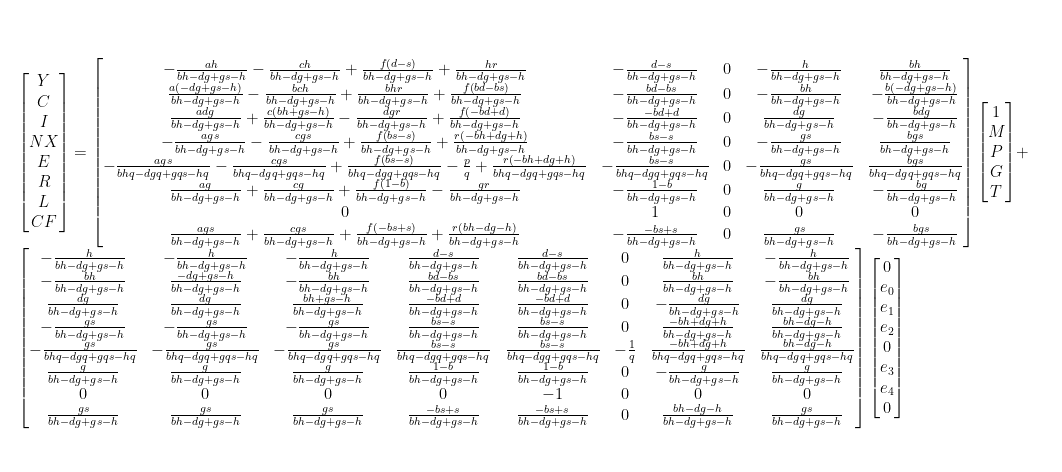 \begin{bmatrix} Y \\ C \\ I \\ NX \\ E \\ R \\ L \\ CF \end{bmatrix} = \begin{bmatrix}
-\frac{ah}{bh-dg+gs-h} - \frac{ch}{bh-dg+gs-h} + \frac{f(d-s)}{bh-dg+gs-h} + \frac{hr}{bh-dg+gs-h} & -\frac{d-s}{bh-dg+gs-h} & 0 & -\frac{h}{bh-dg+gs-h} & \frac{bh}{bh-dg+gs-h} \\
\frac{a(-dg+gs-h)}{bh-dg+gs-h} - \frac{bch}{bh-dg+gs-h} + \frac{bhr}{bh-dg+gs-h} + \frac{f(bd-bs)}{bh-dg+gs-h} & -\frac{bd-bs}{bh-dg+gs-h} & 0 & -\frac{bh}{bh-dg+gs-h} & -\frac{b(-dg+gs-h)}{bh-dg+gs-h} \\
\frac{adg}{bh-dg+gs-h} + \frac{c(bh+gs-h)}{bh-dg+gs-h} - \frac{dgr}{bh-dg+gs-h} + \frac{f(-bd+d)}{bh-dg+gs-h} & -\frac{-bd+d}{bh-dg+gs-h} & 0 & \frac{dg}{bh-dg+gs-h} & -\frac{bdg}{bh-dg+gs-h} \\
-\frac{ags}{bh-dg+gs-h} - \frac{cgs}{bh-dg+gs-h} + \frac{f(bs-s)}{bh-dg+gs-h} + \frac{r(-bh+dg+h)}{bh-dg+gs-h} & -\frac{bs-s}{bh-dg+gs-h} & 0 & -\frac{gs}{bh-dg+gs-h} & \frac{bgs}{bh-dg+gs-h} \\
-\frac{ags}{bhq-dgq+gqs-hq} - \frac{cgs}{bhq-dgq+gqs-hq} + \frac{f(bs-s)}{bhq-dgq+gqs-hq} - \frac{p}{q} + \frac{r(-bh+dg+h)}{bhq-dgq+gqs-hq} & -\frac{bs-s}{bhq-dgq+gqs-hq} & 0 & -\frac{gs}{bhq-dgq+gqs-hq} & \frac{bgs}{bhq-dgq+gqs-hq} \\
\frac{ag}{bh-dg+gs-h} + \frac{cg}{bh-dg+gs-h} + \frac{f(1-b)}{bh-dg+gs-h} - \frac{gr}{bh-dg+gs-h} & -\frac{1-b}{bh-dg+gs-h} & 0 & \frac{g}{bh-dg+gs-h} & -\frac{bg}{bh-dg+gs-h} \\
0 & 1 & 0 & 0 & 0 \\
\frac{ags}{bh-dg+gs-h} + \frac{cgs}{bh-dg+gs-h} + \frac{f(-bs+s)}{bh-dg+gs-h} + \frac{r(bh-dg-h)}{bh-dg+gs-h} & -\frac{-bs+s}{bh-dg+gs-h} & 0 & \frac{gs}{bh-dg+gs-h} & -\frac{bgs}{bh-dg+gs-h}
\end{bmatrix} \begin{bmatrix} 1 \\ M \\ P \\ G \\ T \end{bmatrix} +
\begin{bmatrix}
-\frac{h}{bh-dg+gs-h} & -\frac{h}{bh-dg+gs-h} & -\frac{h}{bh-dg+gs-h} & \frac{d-s}{bh-dg+gs-h} & \frac{d-s}{bh-dg+gs-h} & 0 & \frac{h}{bh-dg+gs-h} & -\frac{h}{bh-dg+gs-h} \\
-\frac{bh}{bh-dg+gs-h} & \frac{-dg+gs-h}{bh-dg+gs-h} & -\frac{bh}{bh-dg+gs-h} & \frac{bd-bs}{bh-dg+gs-h} & \frac{bd-bs}{bh-dg+gs-h} & 0 & \frac{bh}{bh-dg+gs-h} & -\frac{bh}{bh-dg+gs-h} \\
\frac{dg}{bh-dg+gs-h} & \frac{dg}{bh-dg+gs-h} & \frac{bh+gs-h}{bh-dg+gs-h} & \frac{-bd+d}{bh-dg+gs-h} & \frac{-bd+d}{bh-dg+gs-h} & 0 & -\frac{dg}{bh-dg+gs-h} & \frac{dg}{bh-dg+gs-h} \\
-\frac{gs}{bh-dg+gs-h} & -\frac{gs}{bh-dg+gs-h} & -\frac{gs}{bh-dg+gs-h} & \frac{bs-s}{bh-dg+gs-h} & \frac{bs-s}{bh-dg+gs-h} & 0 & \frac{-bh+dg+h}{bh-dg+gs-h} & \frac{bh-dg-h}{bh-dg+gs-h} \\
-\frac{gs}{bhq-dgq+gqs-hq} & -\frac{gs}{bhq-dgq+gqs-hq} & -\frac{gs}{bhq-dgq+gqs-hq} & \frac{bs-s}{bhq-dgq+gqs-hq} & \frac{bs-s}{bhq-dgq+gqs-hq} & -\frac{1}{q} & \frac{-bh+dg+h}{bhq-dgq+gqs-hq} & \frac{bh-dg-h}{bhq-dgq+gqs-hq} \\
\frac{g}{bh-dg+gs-h} & \frac{g}{bh-dg+gs-h} & \frac{g}{bh-dg+gs-h} & \frac{1-b}{bh-dg+gs-h} & \frac{1-b}{bh-dg+gs-h} & 0 & -\frac{g}{bh-dg+gs-h} & \frac{g}{bh-dg+gs-h} \\
0 & 0 & 0 & 0 & -1 & 0 & 0 & 0 \\
\frac{gs}{bh-dg+gs-h} & \frac{gs}{bh-dg+gs-h} & \frac{gs}{bh-dg+gs-h} & \frac{-bs+s}{bh-dg+gs-h} & \frac{-bs+s}{bh-dg+gs-h} & 0 & \frac{bh-dg-h}{bh-dg+gs-h} & \frac{gs}{bh-dg+gs-h}
\end{bmatrix} \begin{bmatrix} 0 \\ e_0 \\ e_1 \\ e_2 \\ 0 \\ e_3 \\ e_4 \\ 0 \end{bmatrix}